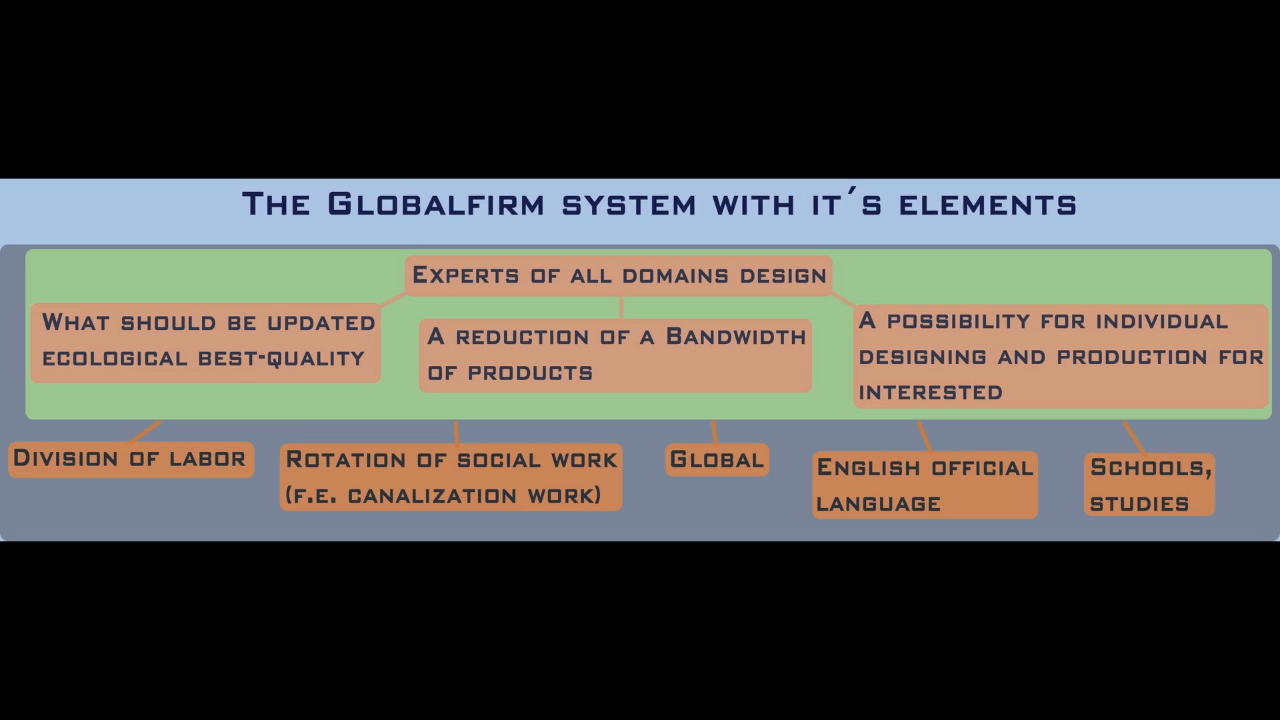 The Globalfirm system with it´s elements
Experts of all domains design
What should be updated
ecological best-quality
A reduction of a Bandwidth
of products
A possibility for individual
designing and production for
interested
Division of labor
Rotation of social work
(f.e. canalization work)
Global
English official
language
Schools,
studies